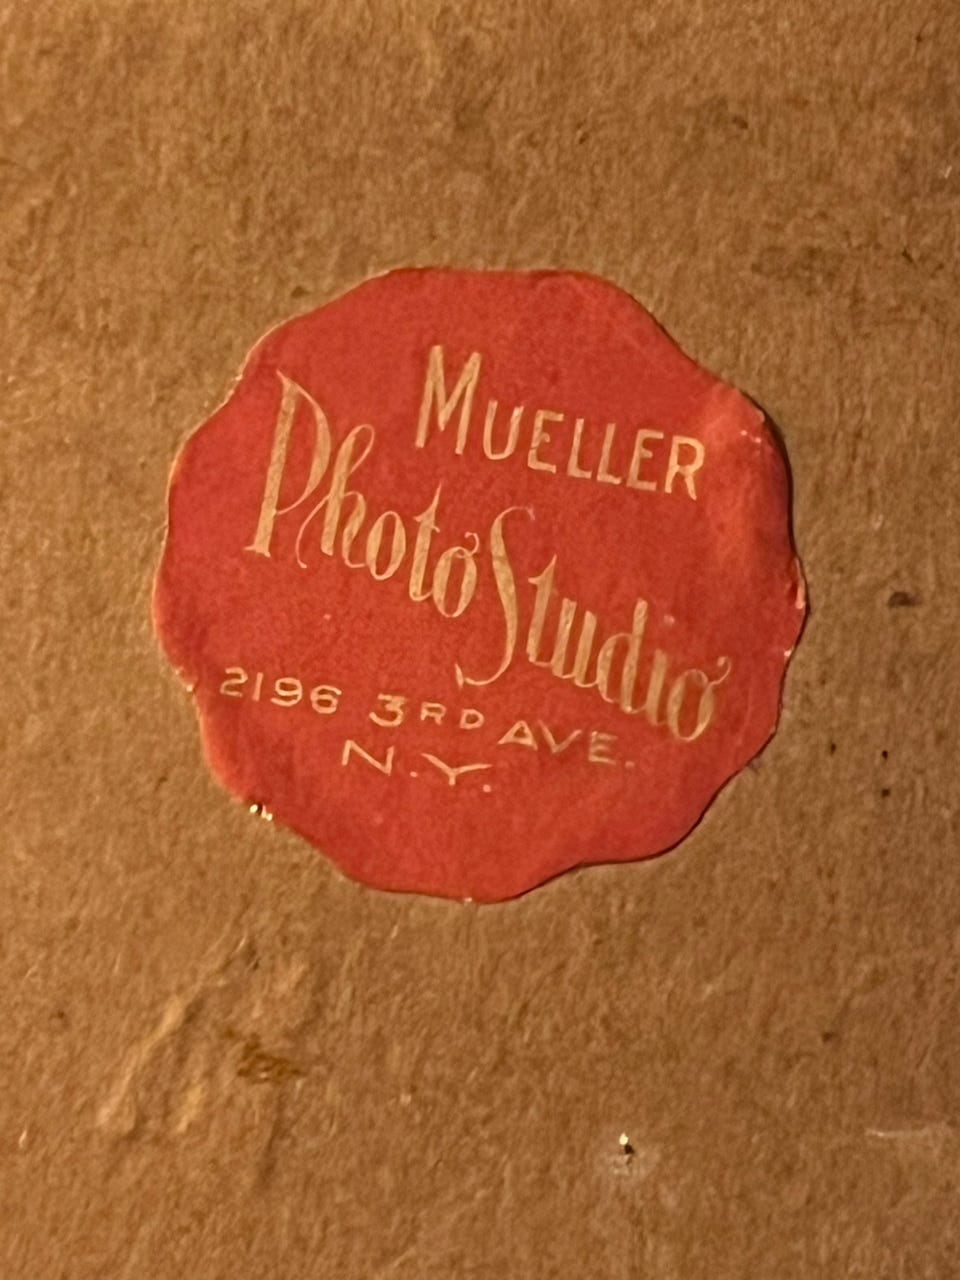 MUELLER
Photo Studio
2196 3RD AVE.
N.Y.